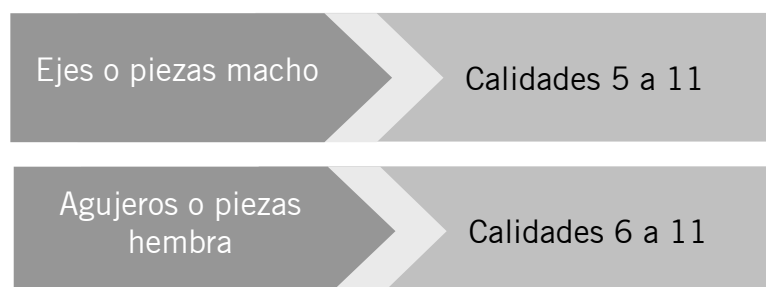 Ejes o piezas macho
Calidades 5 a 11
Agujeros o piezas
hembra
Calidades 6 a 11